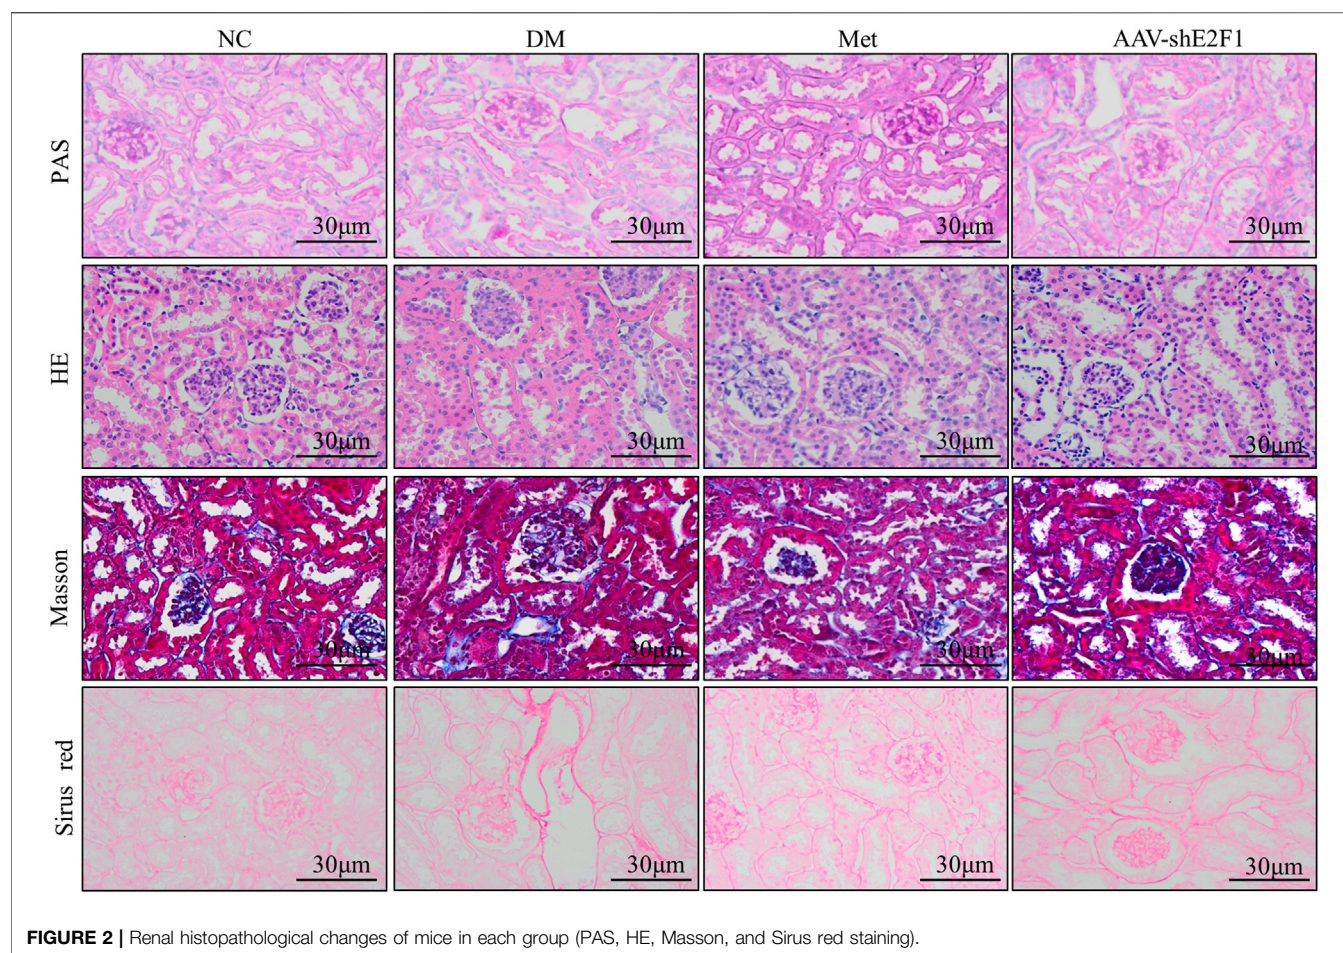 NC DM Met AAV-shE2F1
PAS
30μm 30μm 30μm 30μm
HE
30μm 30μm 30μm 30μm
Masson
30μm 30μm 30μm 30μm
Sirus red
30μm 30μm 30μm 30μm
FIGURE 2 | Renal histopathological changes of mice in each group (PAS, HE, Masson, and Sirus red staining).